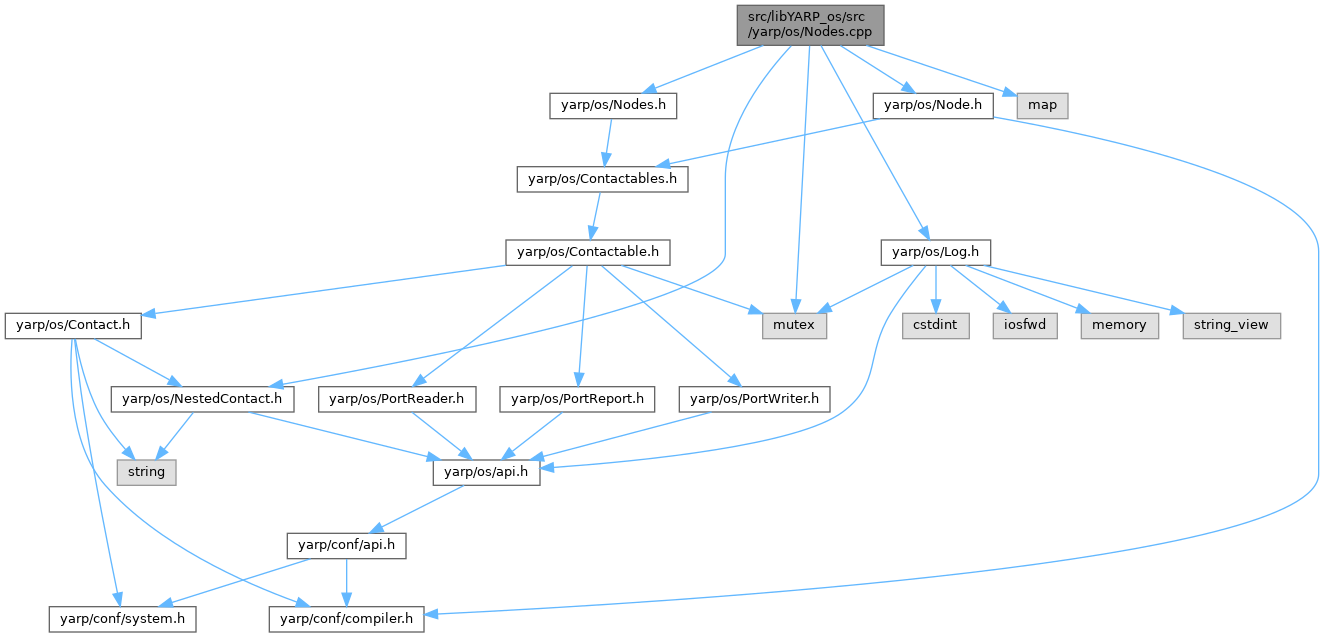 src/libYARP_os/src
/yarp/os/Nodes.cpp
yarp/os/Nodes.h
yarp/os/Node.h
map
yarp/os/Contactables.h
yarp/os/Contactable.h
yarp/os/Log.h
yarp/os/Contact.h
mutex
cstdint
iosfwd
memory
string_view
yarp/os/NestedContact.h
yarp/os/PortReader.h
yarp/os/PortReport.h
yarp/os/PortWriter.h
string
yarp/os/api.h
yarp/conf/api.h
yarp/conf/system.h
yarp/conf/compiler.h